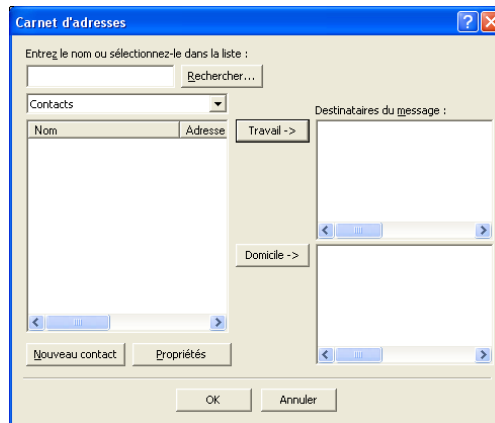 Carnet d'adresses
Entrez le nom ou sélectionnez-le dans la liste :
Rechercher...
Contacts
Destinataires du message :
Nom Adresse
Travail ->
Domicile ->
Nouveau contact Propriétés
OK Annuler